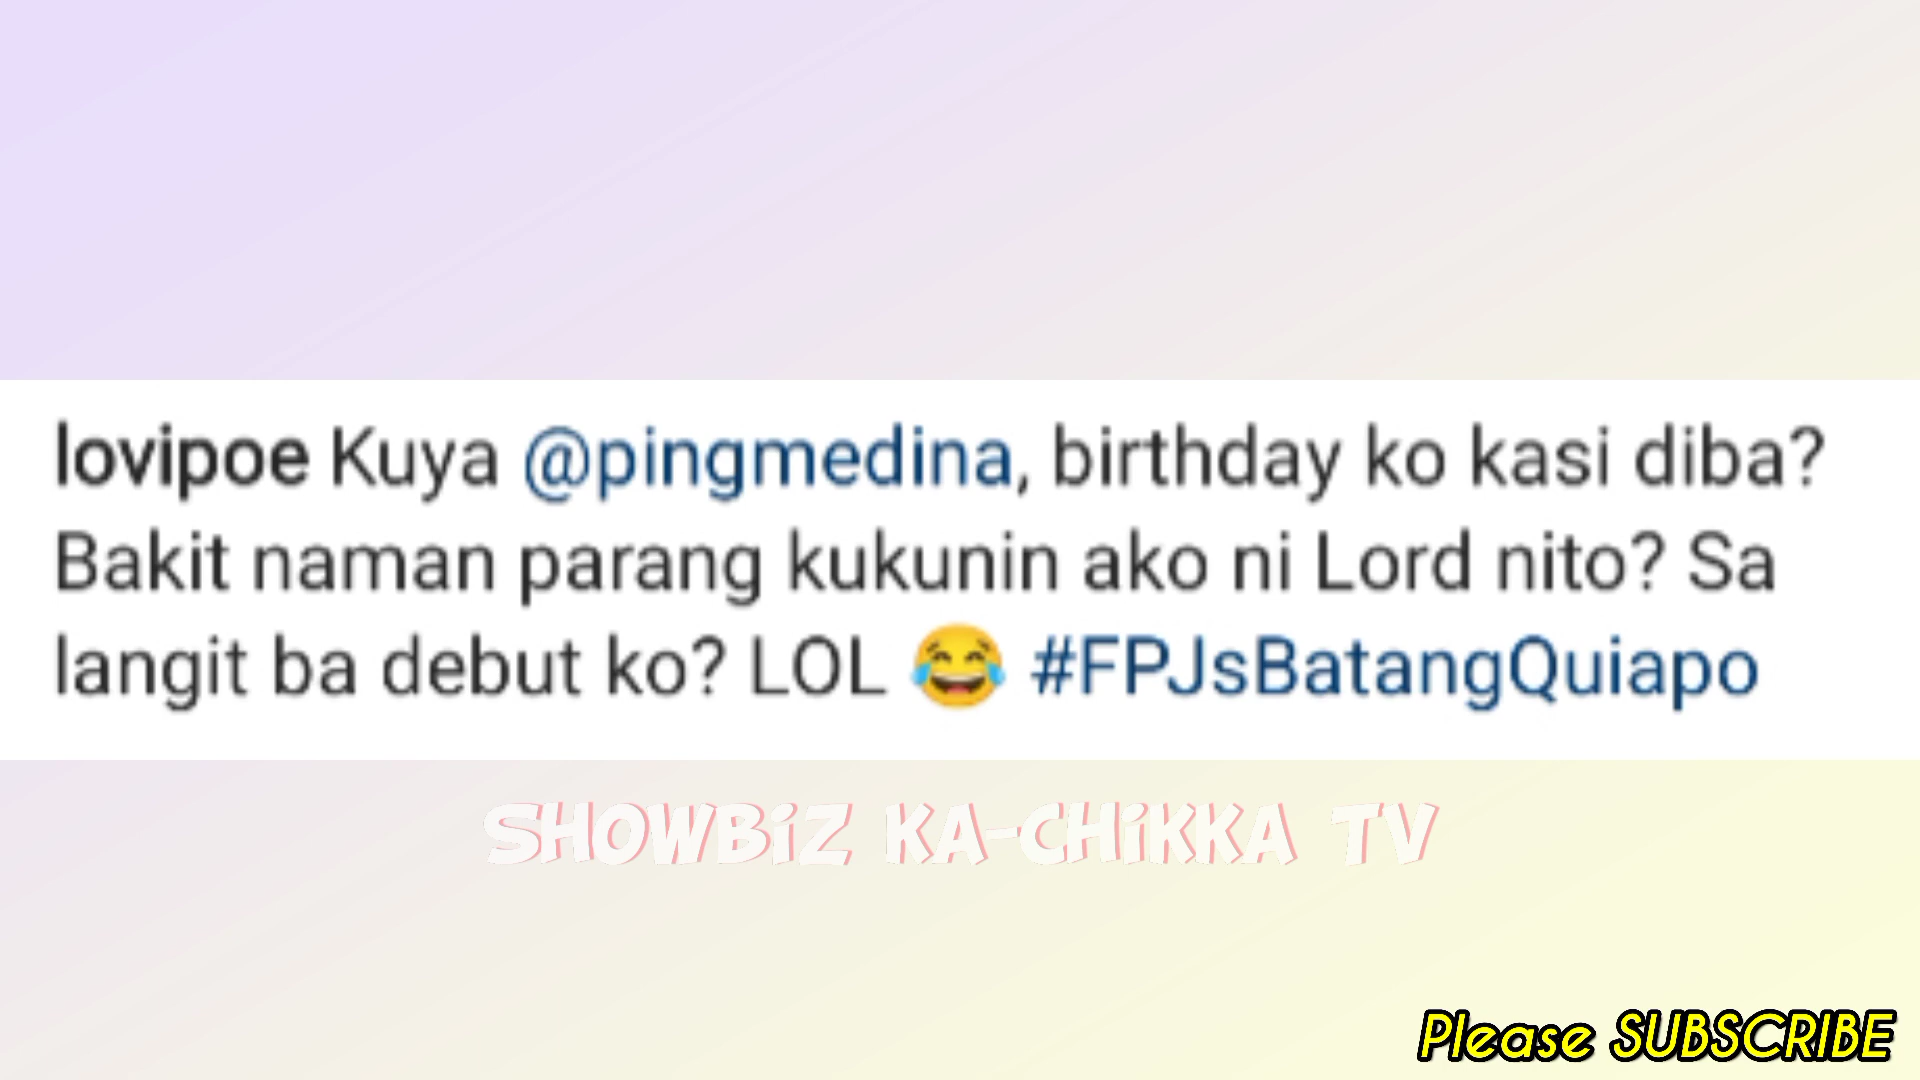 lovipoe Kuya @pingmedina, birthday ko kasi diba?
Bakit naman parang kukunin ako ni Lord nito? Sa
langit ba debut ko? LOL 😂 #FPJsBatangQuiapo
SHOWBiZ KA-CHiKKA TV
Please SUBSCRIBE